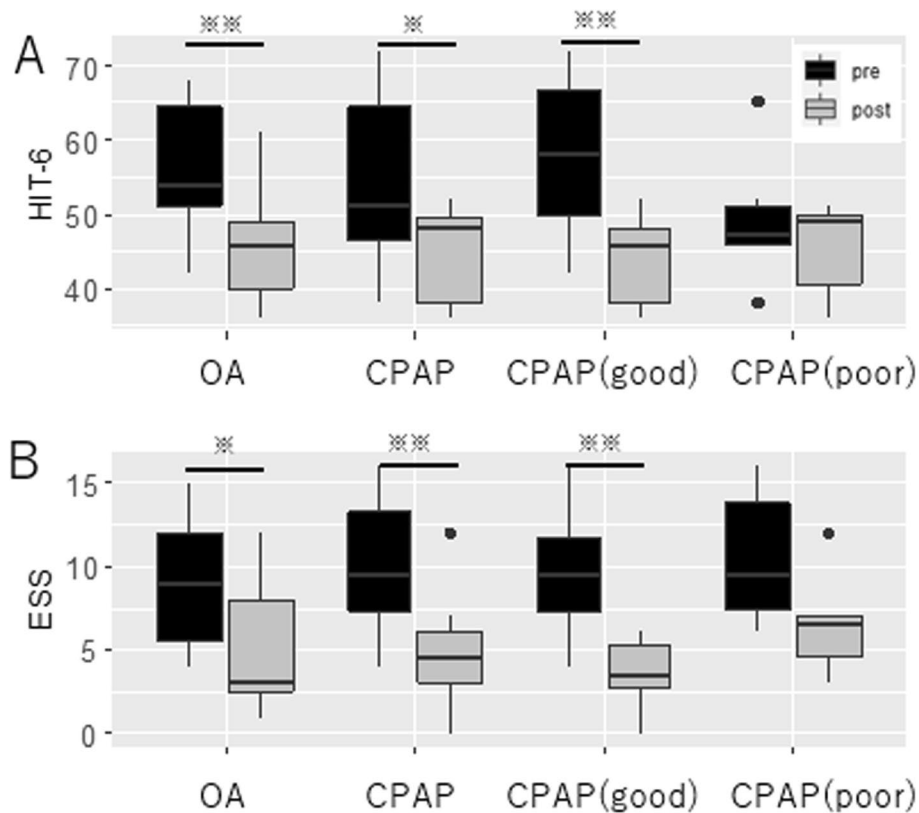 A
※※ ※ ※※
HIT-6
70
60
50
40
pre
post
OA CPAP CPAP(good) CPAP(poor)
B
※ ※※ ※※
ESS
15
10
5
0
OA CPAP CPAP(good) CPAP(poor)